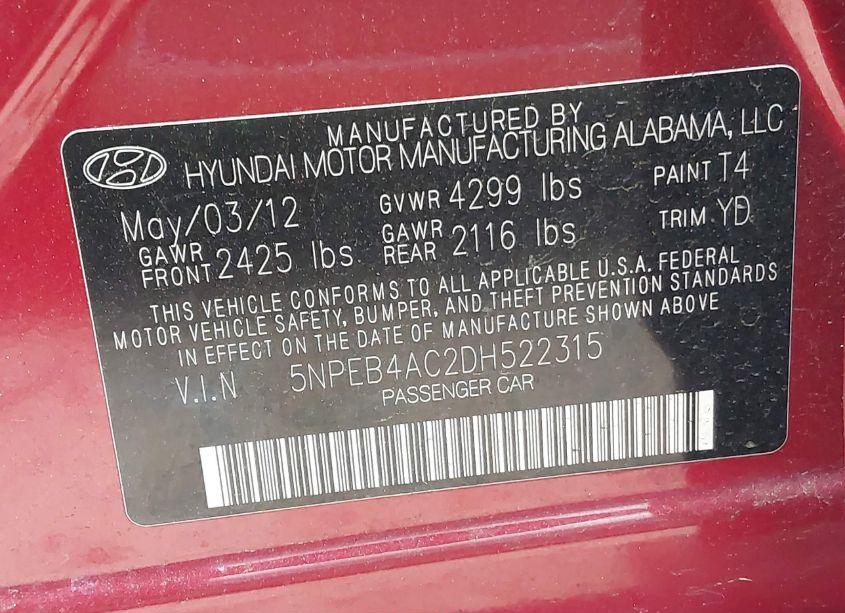 MANUFACTURED BY
HYUNDAI MOTOR MANUFACTURING ALABAMA, LLC
May/03/12 GVWR 4299 lbs PAINT T4
GAWR FRONT 2425 lbs GAWR REAR 2116 lbs TRIM YD
THIS VEHICLE CONFORMS TO ALL APPLICABLE U.S.A. FEDERAL
MOTOR VEHICLE SAFETY, BUMPER, AND THEFT PREVENTION STANDARDS
IN EFFECT ON THE DATE OF MANUFACTURE SHOWN ABOVE
V.I.N 5NPEB4AC2DH522315
PASSENGER CAR